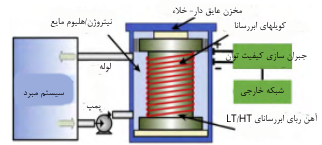 مخزن عایق دار- خلاء
نیتروژن/هلیوم مایع
کویلهای ابررسانا
جبران سازی کیفیت توان
لوله
سیستم مبرد
شبکه خارجی
پمپ
آهن ربای ابررسانای LT/HT